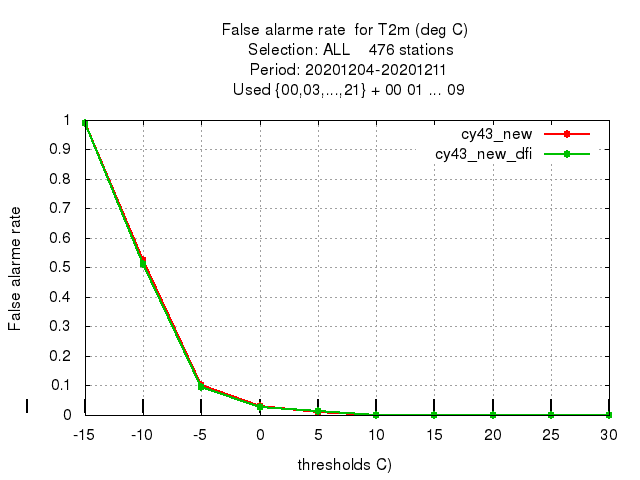 False alarme rate  for T2m (deg C)
Selection: ALL    476 stations
Period: 20201204-20201211
Used {00,03,...,21} + 00 01 ... 09
cy43_new
cy43_new_dfi
False alarme rate
1
0.9
0.8
0.7
0.6
0.5
0.4
0.3
0.2
0.1
0
-15 -10 -5 0 5 10 15 20 25 30
thresholds C)